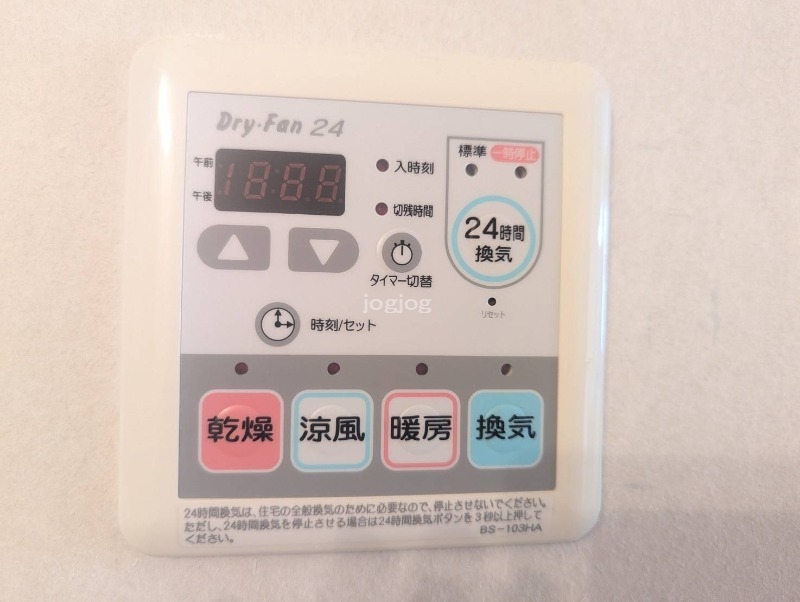 Dry・Fan 24
午前
18:88
午後
入時刻
切残時間
タイマー切替
時刻/セット
標準 一時停止
24時間
換気
リセット
jogjog
乾燥 涼風 暖房 換気
24時間換気は、住宅の全般換気のために必要なので、停止させないでください。
ただし、24時間換気を停止させる場合は24時間換気ボタンを3秒以上押して
ください。
BS-103HA